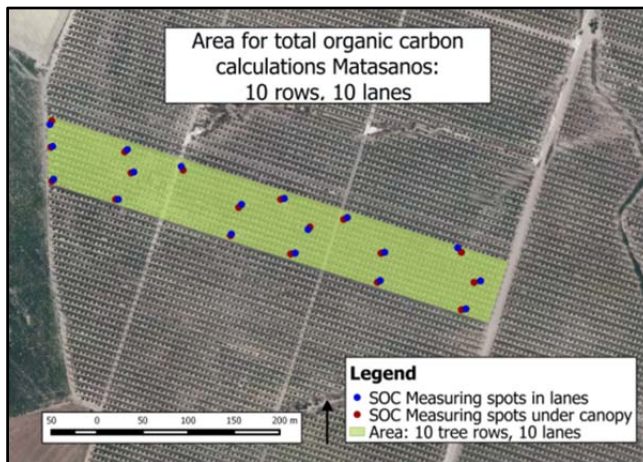 Area for total organic carbon
calculations Matasanos:
10 rows, 10 lanes
Legend
SOC Measuring spots in lanes
SOC Measuring spots under canopy
Area: 10 tree rows, 10 lanes
50 0 50 100 150 200 m